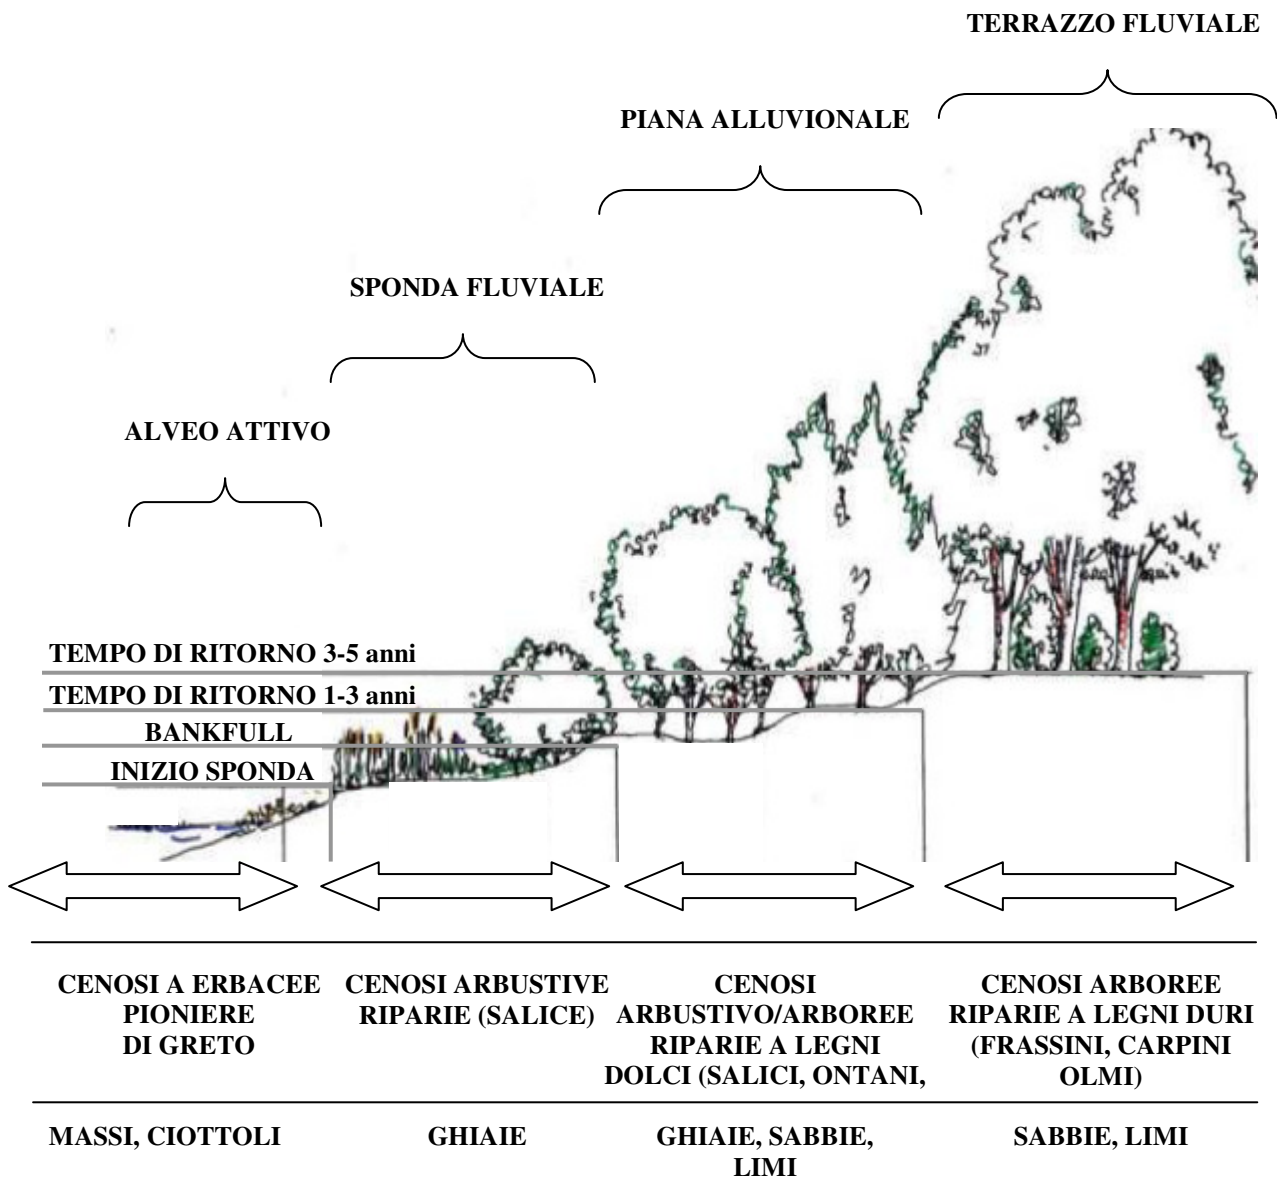 TERRAZZO FLUVIALE
PIANA ALLUVIONALE
SPONDA FLUVIALE
ALVEO ATTIVO
TEMPO DI RITORNO 3-5 anni
TEMPO DI RITORNO 1-3 anni
BANKFULL
INIZIO SPONDA
CENOSI A ERBACEE
PIONIERE
DI GRETO
CENOSI ARBUSTIVE
RIPARIE (SALICE)
CENOSI
ARBUSTIVO/ARBOREE
RIPARIE A LEGNI
DOLCI (SALICI, ONTANI,
CENOSI ARBOREE
RIPARIE A LEGNI DURI
(FRASSINI, CARPINI
OLMI)
MASSI, CIOTTOLI
GHIAIE
GHIAIE, SABBIE,
LIMI
SABBIE, LIMI